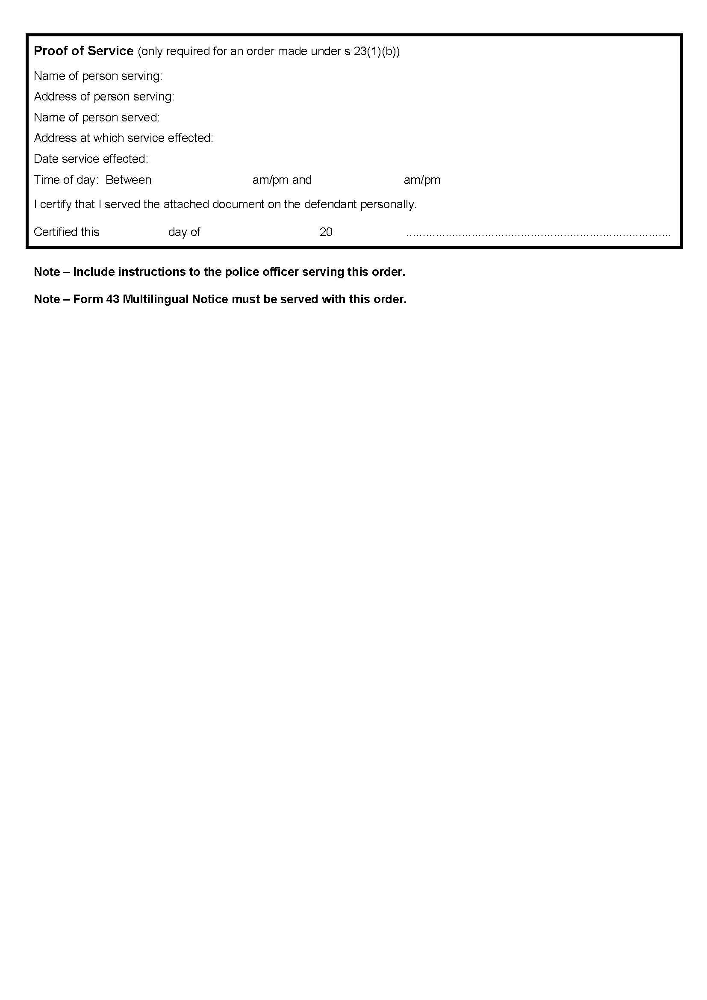 Proof of Service (only required for an order made under s 23(1)(b))
Name of person serving:
Address of person serving:
Name of person served:
Address at which service effected:
Date service effected:
Time of day:  Between am/pm and am/pm
I certify that I served the attached document on the defendant personally.
Certified this day of 20 ................................................................................
Note – Include instructions to the police officer serving this order.
Note – Form 43 Multilingual Notice must be served with this order.